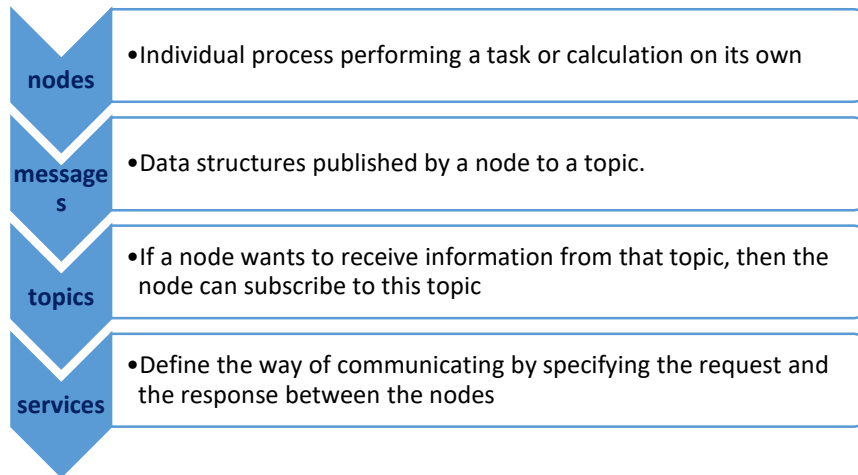 nodes
•Individual process performing a task or calculation on its own
message
s
•Data structures published by a node to a topic.
topics
•If a node wants to receive information from that topic, then the
node can subscribe to this topic
services
•Define the way of communicating by specifying the request and
the response between the nodes